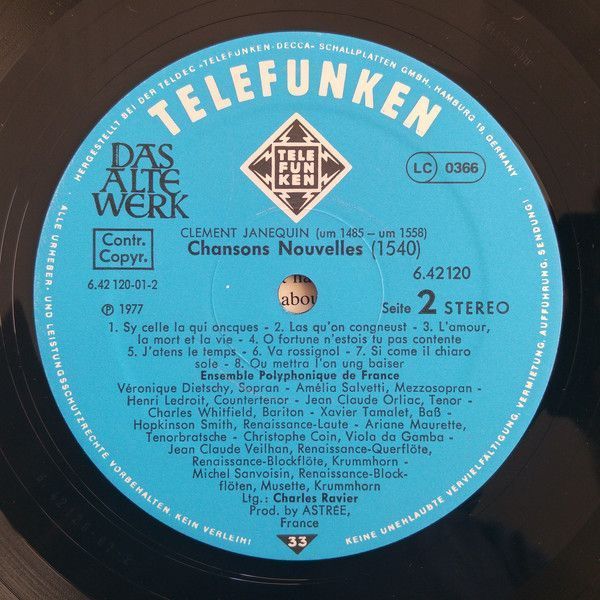 HERGESTELLT BEI DER TELDEC »TELEFUNKEN-DECCA« SCHALLPLATTEN GMBH., HAMBURG 19, GERMANY
TELEFUNKEN
DAS
ALTE
WERK
TELE
FUN
KEN
LC 0366
Contr.
Copyr.
CLEMENT JANEQUIN (um 1485 – um 1558)
Chansons Nouvelles (1540)
6.42 120-01-2
6.42120
℗ 1977
Seite 2 STEREO
n
abou
1. Sy celle la qui oncques - 2. Las qu'on congneust - 3. L'amour,
la mort et la vie - 4. O fortune n'estois tu pas contente
5. J'atens le temps - 6. Va rossignol - 7. Si come il chiaro
sole - 8. Ou mettra l'on ung baiser
Ensemble Polyphonique de France
Véronique Dietschy, Sopran - Amélia Salvetti, Mezzosopran -
Henri Ledroit, Countertenor - Jean Claude Orliac, Tenor -
Charles Whitfield, Bariton - Xavier Tamalet, Baß -
Hopkinson Smith, Renaissance-Laute - Ariane Maurette,
Tenorbratsche - Christophe Coin, Viola da Gamba -
Jean Claude Veilhan, Renaissance-Querflöte,
Renaissance-Blockflöte, Krummhorn -
Michel Sanvoisin, Renaissance-Block-
flöten, Musette, Krummhorn
Ltg.: Charles Ravier
Prod. by ASTRÉE,
France
33
ALLE URHEBER- UND LEISTUNGSSCHUTZRECHTE VORBEHALTEN. KEIN VERLEIH!
KEINE UNERLAUBTE VERVIELFÄLTIGUNG, VERMIETUNG, AUFFÜHRUNG, SENDUNG!